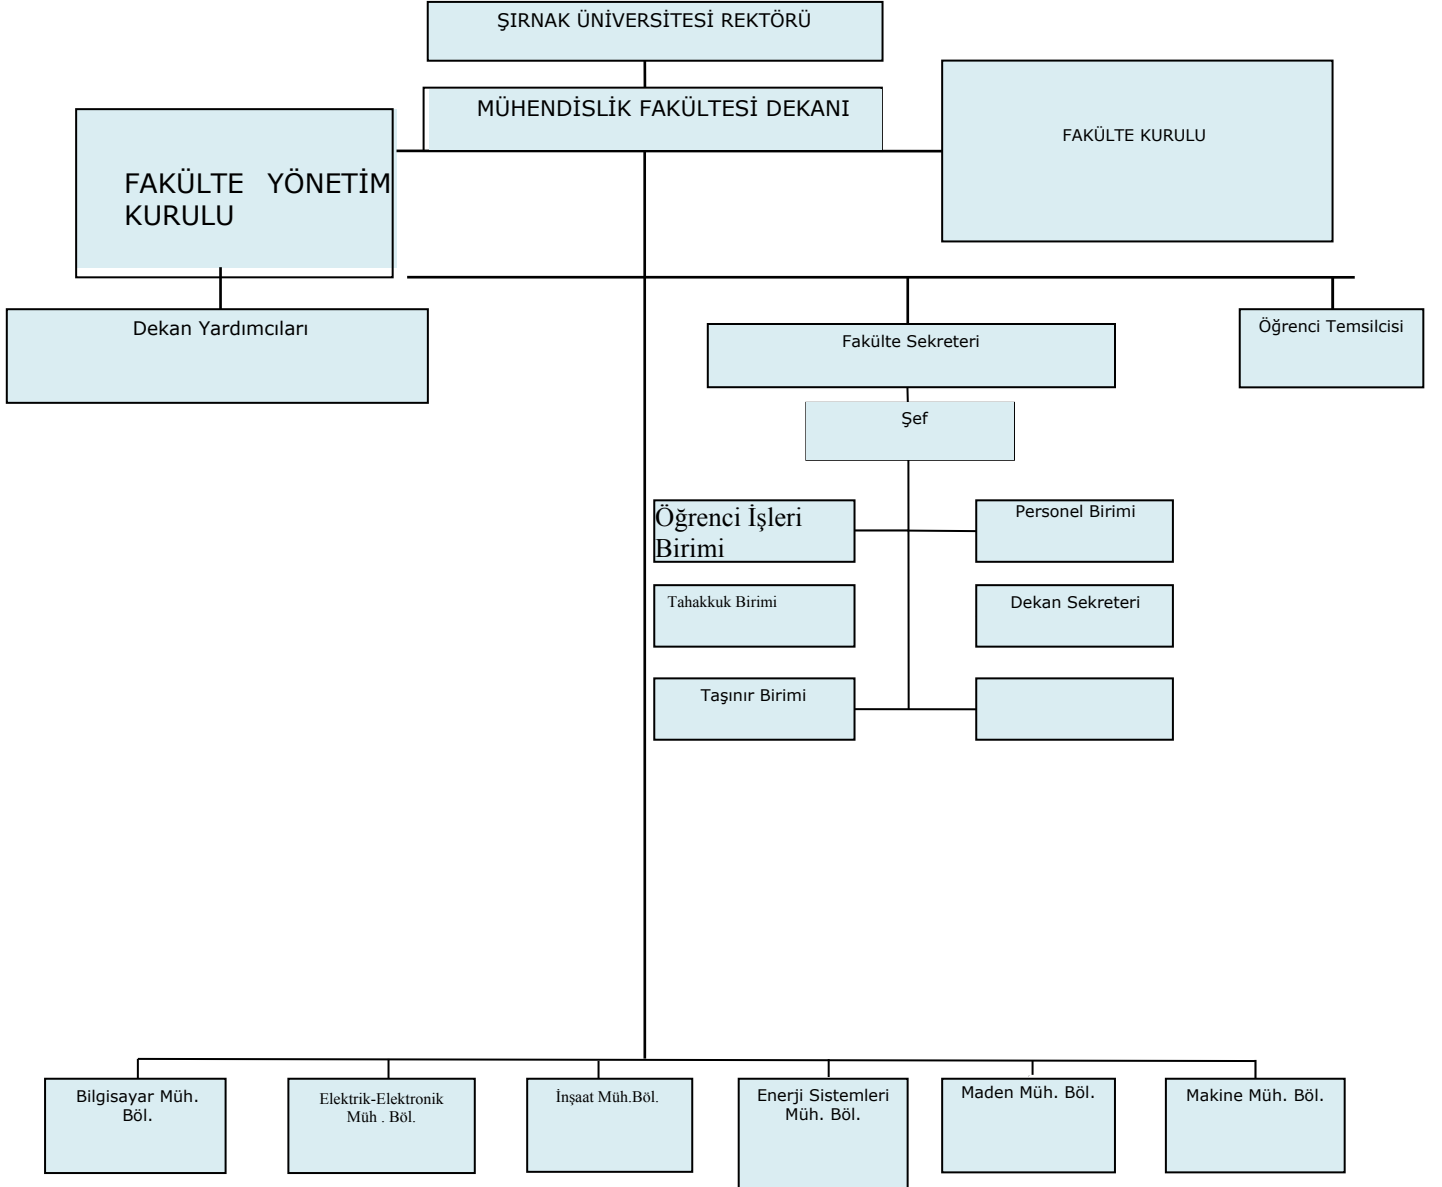 ŞIRNAK ÜNİVERSİTESİ REKTÖRÜ
MÜHENDİSLİK FAKÜLTESİ DEKANI
FAKÜLTE KURULU
FAKÜLTE YÖNETİM
KURULU
Dekan Yardımcıları
Fakülte Sekreteri
Öğrenci Temsilcisi
Şef
Öğrenci İşleri
Birimi
Personel Birimi
Tahakkuk Birimi
Dekan Sekreteri
Taşınır Birimi
Bilgisayar Müh.
Böl.
Elektrik-Elektronik
Müh . Böl.
İnşaat Müh.Böl.
Enerji Sistemleri
Müh. Böl.
Maden Müh. Böl.
Makine Müh. Böl.